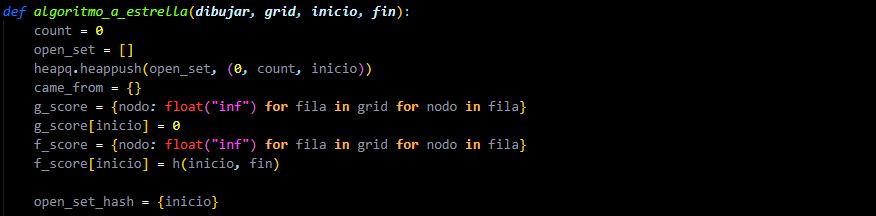 def algoritmo_a_estrella(dibujar, grid, inicio, fin):
    count = 0
    open_set = []
    heapq.heappush(open_set, (0, count, inicio))
    came_from = {}
    g_score = {nodo: float("inf") for fila in grid for nodo in fila}
    g_score[inicio] = 0
    f_score = {nodo: float("inf") for fila in grid for nodo in fila}
    f_score[inicio] = h(inicio, fin)

    open_set_hash = {inicio}